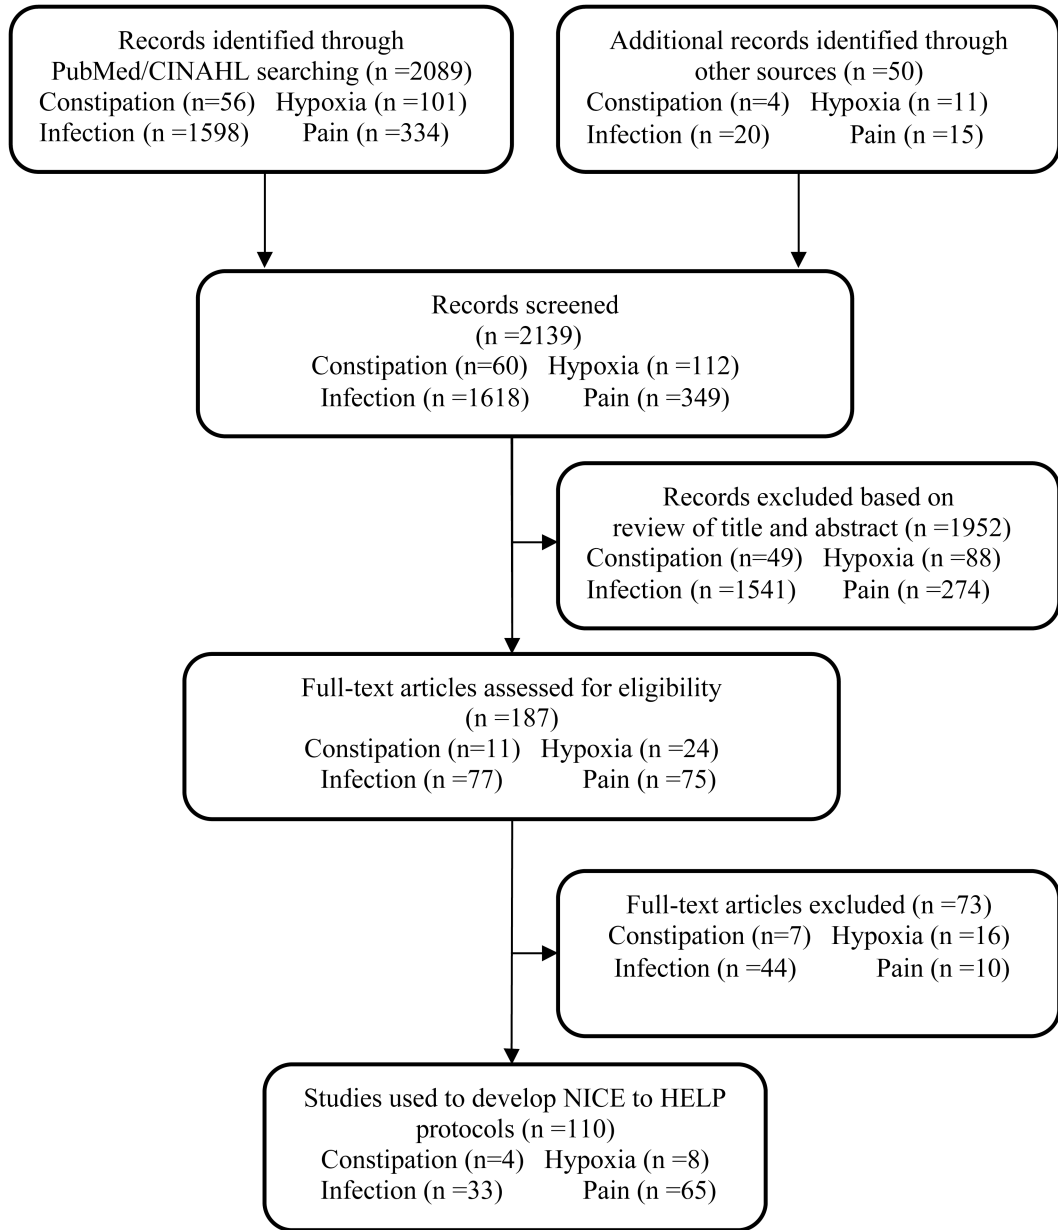 Records identified through
PubMed/CINAHL searching (n =2089)
Constipation (n=56) Hypoxia (n =101)
Infection (n =1598) Pain (n =334)
Additional records identified through
other sources (n =50)
Constipation (n=4) Hypoxia (n =11)
Infection (n =20) Pain (n =15)
Records screened
(n =2139)
Constipation (n=60) Hypoxia (n =112)
Infection (n =1618) Pain (n =349)
Records excluded based on
review of title and abstract (n =1952)
Constipation (n=49) Hypoxia (n =88)
Infection (n =1541) Pain (n =274)
Full-text articles assessed for eligibility
(n =187)
Constipation (n=11) Hypoxia (n =24)
Infection (n =77) Pain (n =75)
Full-text articles excluded (n =73)
Constipation (n=7) Hypoxia (n =16)
Infection (n =44) Pain (n =10)
Studies used to develop NICE to HELP
protocols (n =110)
Constipation (n=4) Hypoxia (n =8)
Infection (n =33) Pain (n =65)